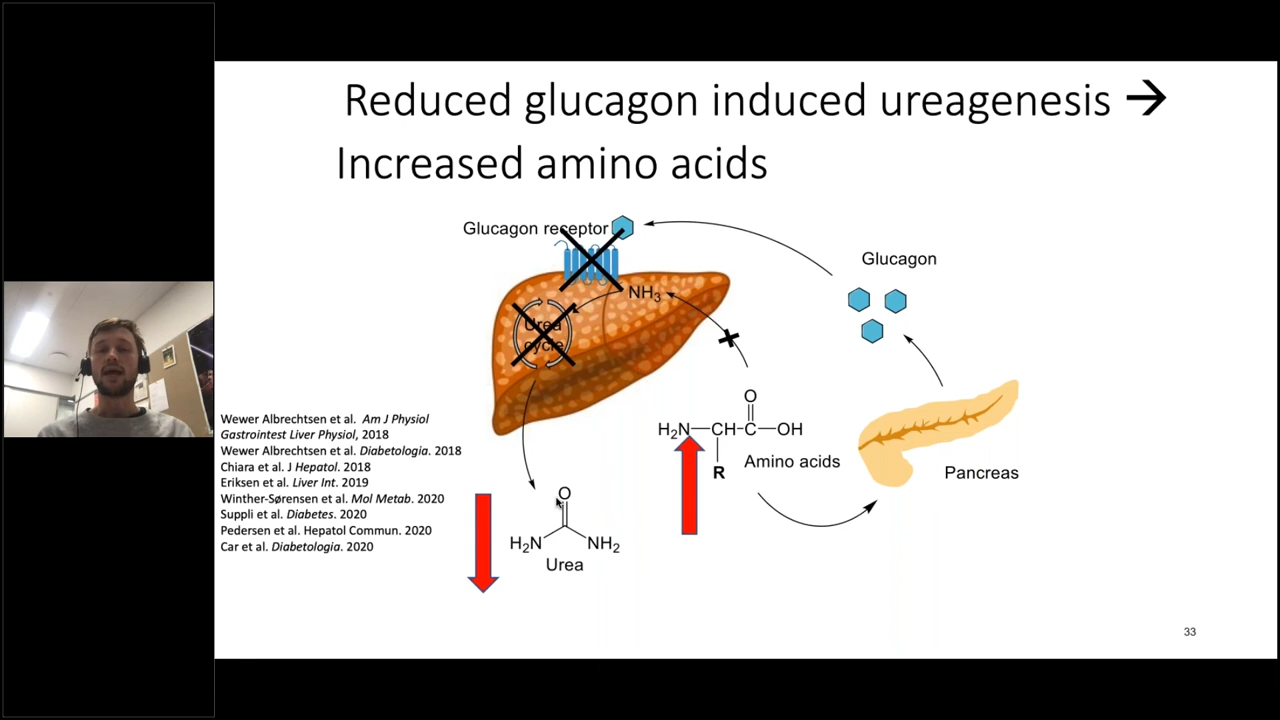 Reduced glucagon induced ureagenesis →
Increased amino acids
Glucagon receptor
Glucagon
NH3
Urea
cycle
O
H2N—CH-C—OH
R
Amino acids
Pancreas
Wewer Albrechtsen et al. Am J Physiol
Gastrointest Liver Physiol, 2018
Wewer Albrechtsen et al. Diabetologia. 2018
Chiara et al. J Hepatol. 2018
Eriksen et al. Liver Int. 2019
Winther-Sørensen et al. Mol Metab. 2020
Suppli et al. Diabetes. 2020
Pedersen et al. Hepatol Commun. 2020
Car et al. Diabetologia. 2020
O
H2N NH2
Urea
33